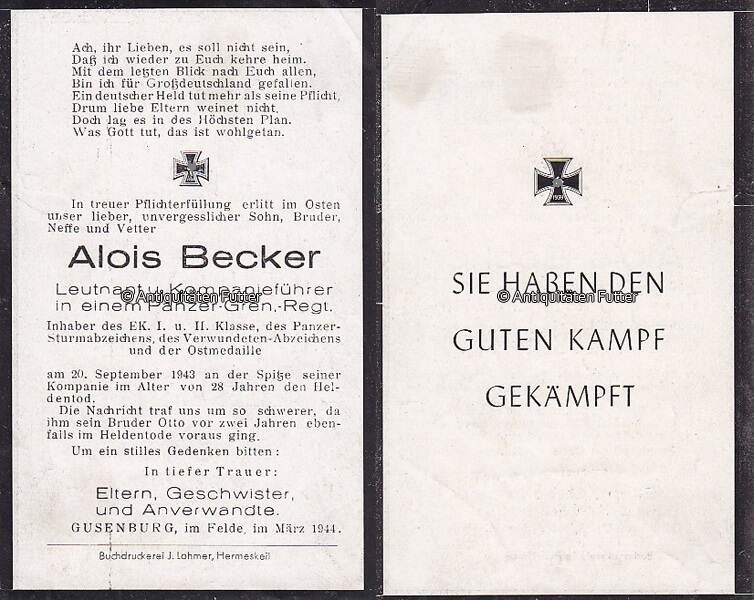 Ach, ihr Lieben, es soll nicht sein,
Daß ich wieder zu Euch kehre heim.
Mit dem letzten Blick nach Euch allen,
Bin ich für Großdeutschland gefallen.
Ein deutscher Held tut mehr als seine Pflicht,
Drum liebe Eltern weinet nicht.
Doch lag es in des Höchsten Plan.
Was Gott tut, das ist wohlgetan.
In treuer Pflichterfüllung erlitt im Osten
unser lieber, unvergesslicher Sohn, Bruder,
Neffe und Vetter
Alois Becker
Leutnant u. Kompanieführer
© Antiquitäten Futter
in einem Panzer-Gren.-Regt.
Inhaber des EK. I. u. II. Klasse, des Panzer-
Sturmabzeichens, des Verwundeten-Abzeichens
und der Ostmedaille
am 20. September 1943 an der Spitze seiner
Kompanie im Alter von 28 Jahren den Hel-
dentod.
Die Nachricht traf uns um so schwerer, da
ihm sein Bruder Otto vor zwei Jahren eben-
falls im Heldentode voraus ging.
Um ein stilles Gedenken bitten:
In tiefer Trauer:
Eltern, Geschwister,
und Anverwandte.
GUSENBURG, im Felde, im März 1944.
Buchdruckerei J. Lohmer, Hermeskeil
1939
SIE HABEN DEN
© Antiquitäten Futter
GUTEN KAMPF
GEKÄMPFT